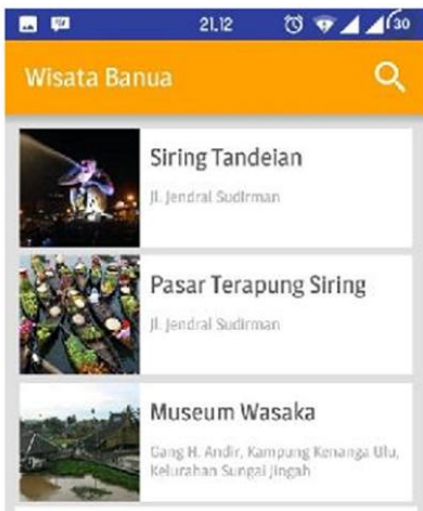 21.12
30
Wisata Banua
Siring Tandeian
Jl. Jendral Sudirman
Pasar Terapung Siring
Jl. Jendral Sudirman
Museum Wasaka
Gang H. Andir, Kampung Kenanga Ulu,
Kelurahan Sungai Jingah